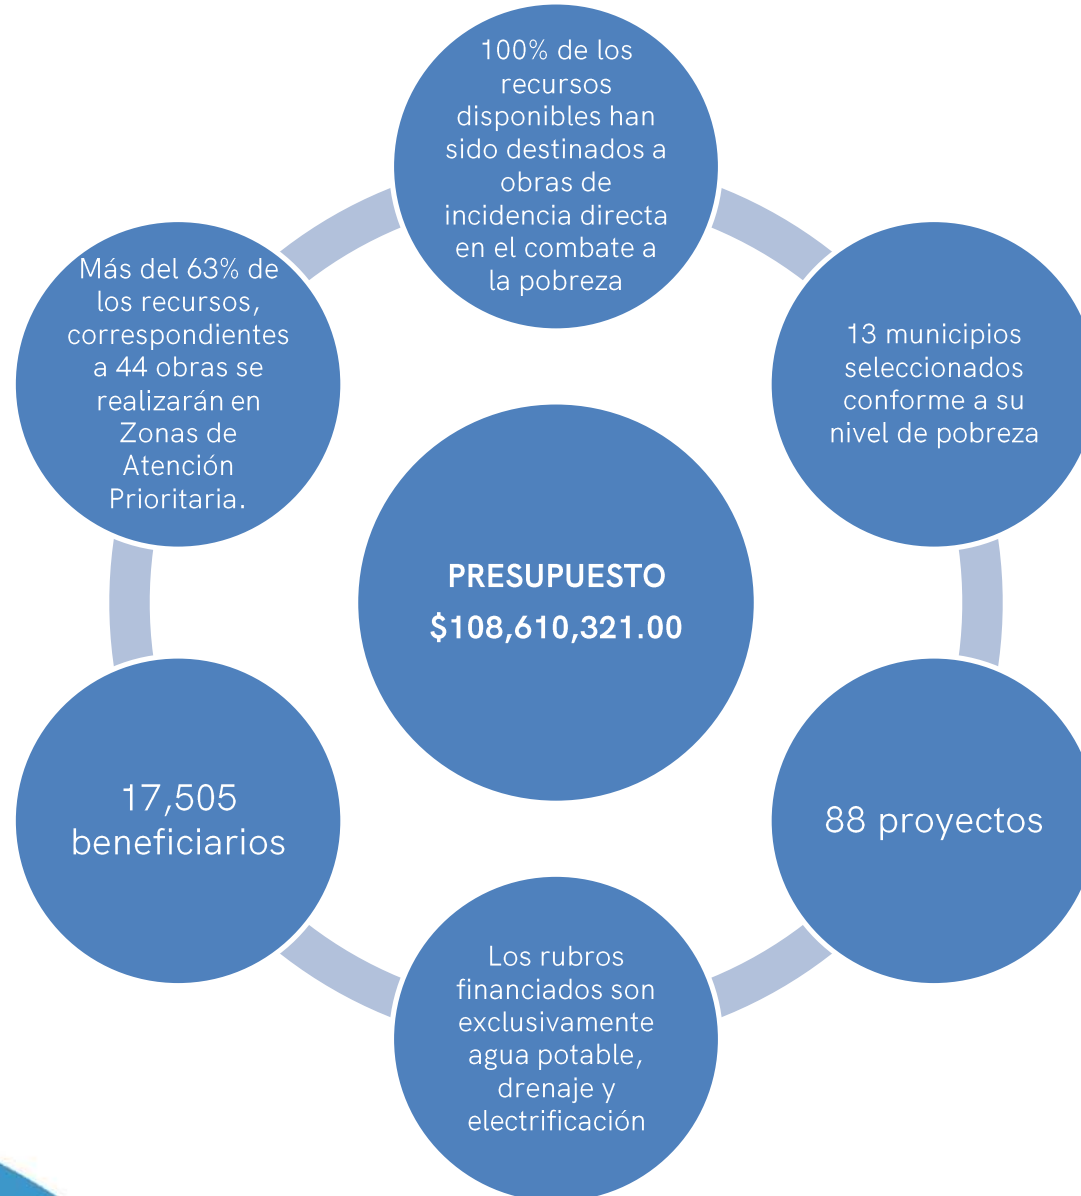 100% de los
recursos
disponibles han
sido destinados a
obras de
incidencia directa
en el combate a
la pobreza
13 municipios
seleccionados
conforme a su
nivel de pobreza
88 proyectos
Los rubros
financiados son
exclusivamente
agua potable,
drenaje y
electrificación
17,505
beneficiarios
Más del 63% de
los recursos,
correspondientes
a 44 obras se
realizarán en
Zonas de
Atención
Prioritaria.
PRESUPUESTO
$108,610,321.00